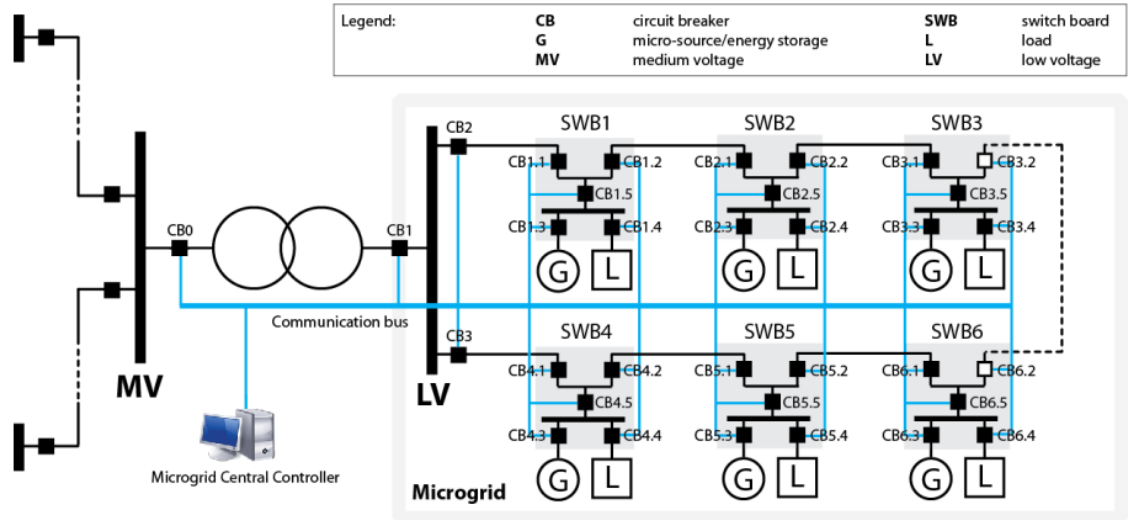 Legend:
CB circuit breaker SWB switch board
G micro-source/energy storage L load
MV medium voltage LV low voltage
CB2
SWB1 SWB2 SWB3
CB1.1 CB1.2 CB2.1 CB2.2 CB3.1 CB3.2
CB1.5 CB2.5 CB3.5
CB1.3 CB1.4 CB2.3 CB2.4 CB3.3 CB3.4
CB0 CB1
G L G L G L
Communication bus
CB3
SWB4 SWB5 SWB6
CB4.1 CB4.2 CB5.1 CB5.2 CB6.1 CB6.2
MV LV
CB4.5 CB5.5 CB6.5
CB4.3 CB4.4 CB5.3 CB5.4 CB6.3 CB6.4
Microgrid Central Controller
G L G L G L
Microgrid